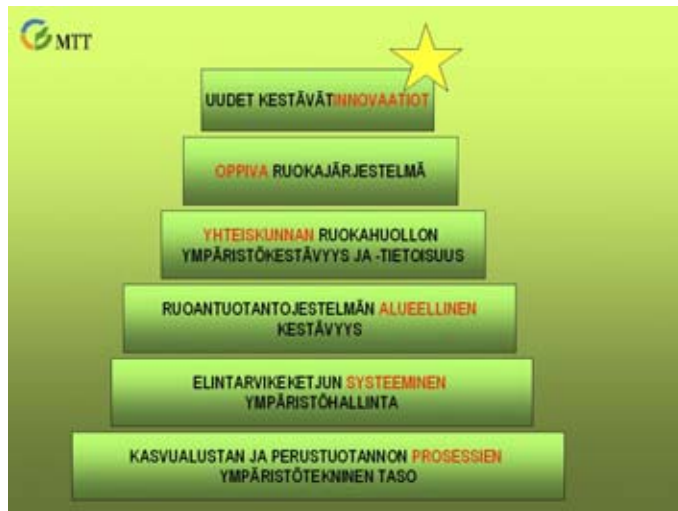 MTT
UUDET KESTÄVÄTINNOVAATIOT
OPPIVA RUOKAJÄRJESTELMÄ
YHTEISKUNNAN RUOKAHUOLLON
YMPÄRISTÖKESTÄVYYS JA -TIETOISUUS
RUOANTUOTANTOJESTELMÄN ALUEELLINEN
KESTÄVYYS
ELINTARVIKEKETJUN SYSTEEMINEN
YMPÄRISTÖHALLINTA
KASVUALUSTAN JA PERUSTUOTANNON PROSESSIEN
YMPÄRISTÖTEKNINEN TASO